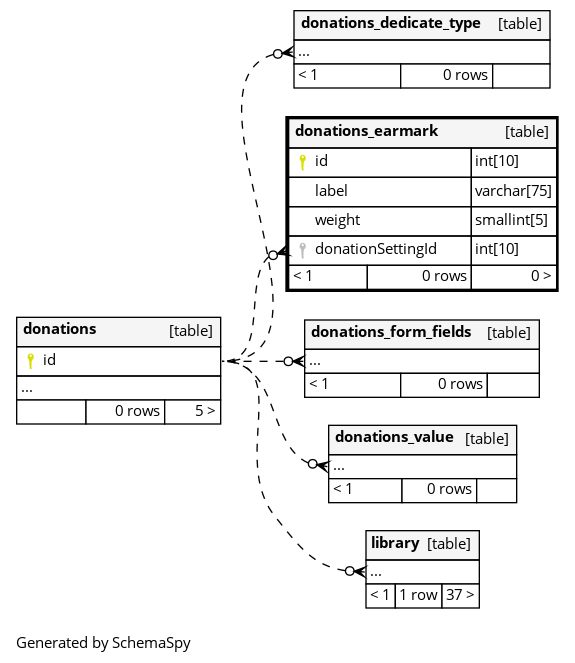 donations_dedicate_type [table]
...
< 1 0 rows
donations_earmark [table]
id int[10]
label varchar[75]
weight smallint[5]
donationSettingId int[10]
< 1 0 rows 0 >
donations [table]
id
...
0 rows 5 >
donations_form_fields [table]
...
< 1 0 rows
donations_value [table]
...
< 1 0 rows
library [table]
...
< 1 1 row 37 >
Generated by SchemaSpy